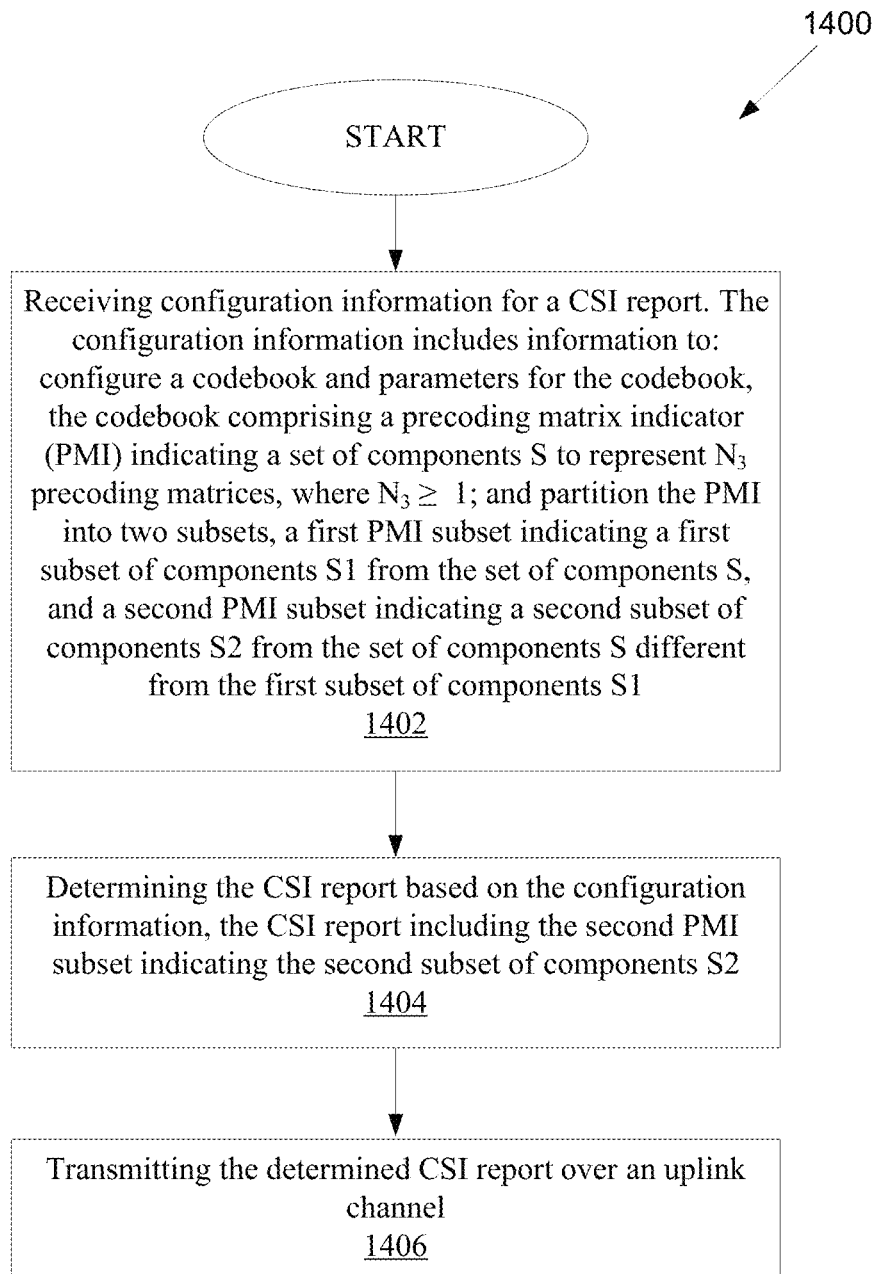 1400
START
Receiving configuration information for a CSI report. The
configuration information includes information to:
configure a codebook and parameters for the codebook,
the codebook comprising a precoding matrix indicator
(PMI) indicating a set of components S to represent N₃
precoding matrices, where N₃ ≥ 1; and partition the PMI
into two subsets, a first PMI subset indicating a first
subset of components S1 from the set of components S,
and a second PMI subset indicating a second subset of
components S2 from the set of components S different
from the first subset of components S1
1402
Determining the CSI report based on the configuration
information, the CSI report including the second PMI
subset indicating the second subset of components S2
1404
Transmitting the determined CSI report over an uplink
channel
1406